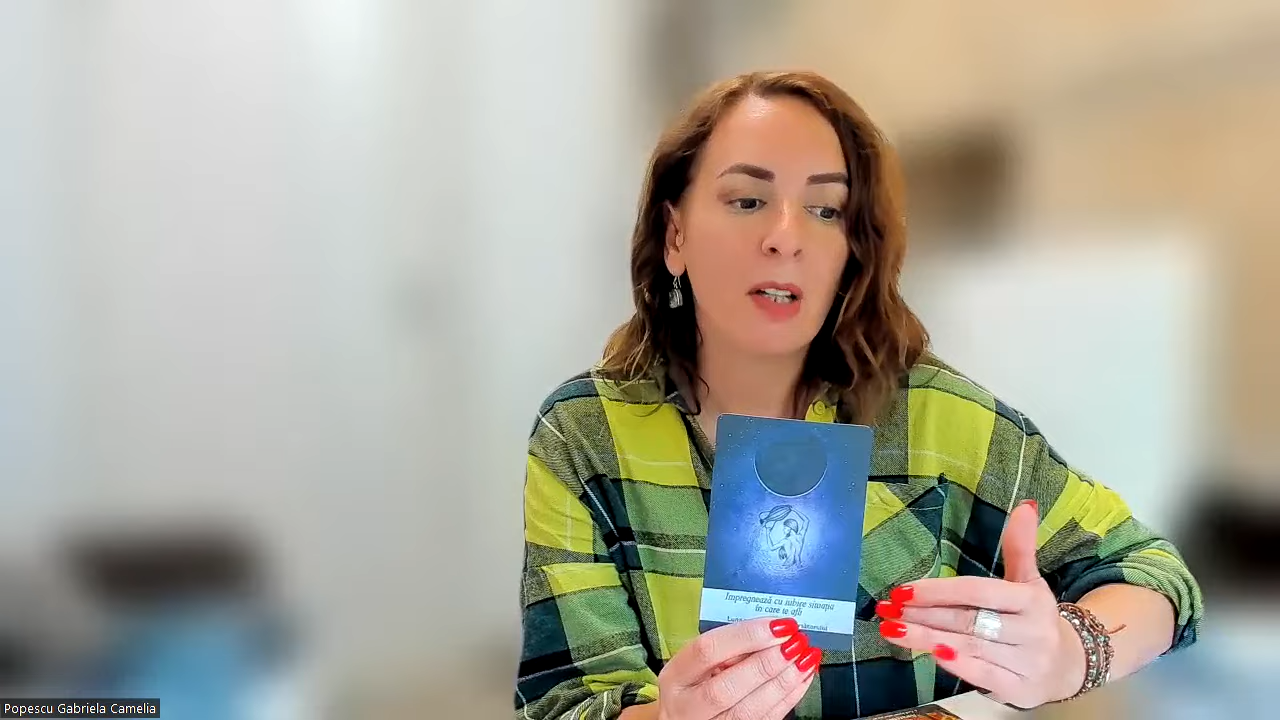 Impregnează cu iubire situația
în care te afli
Popescu Gabriela Camelia